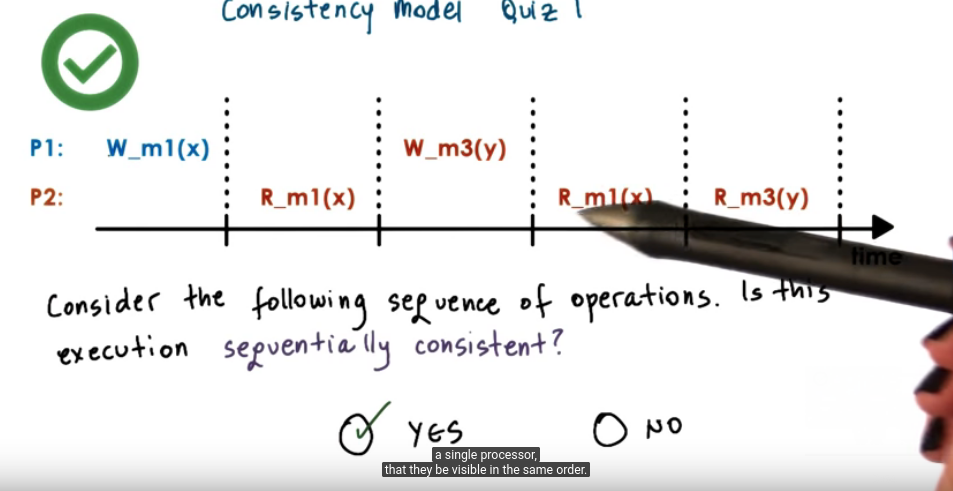 Consistency Model Quiz 1
P1: W_m1(x) W_m3(y)
P2: R_m1(x) R_m1(x) R_m3(y)
time
Consider the following sequence of operations. Is this
execution sequentially consistent?
YES NO
a single processor,
that they be visible in the same order.